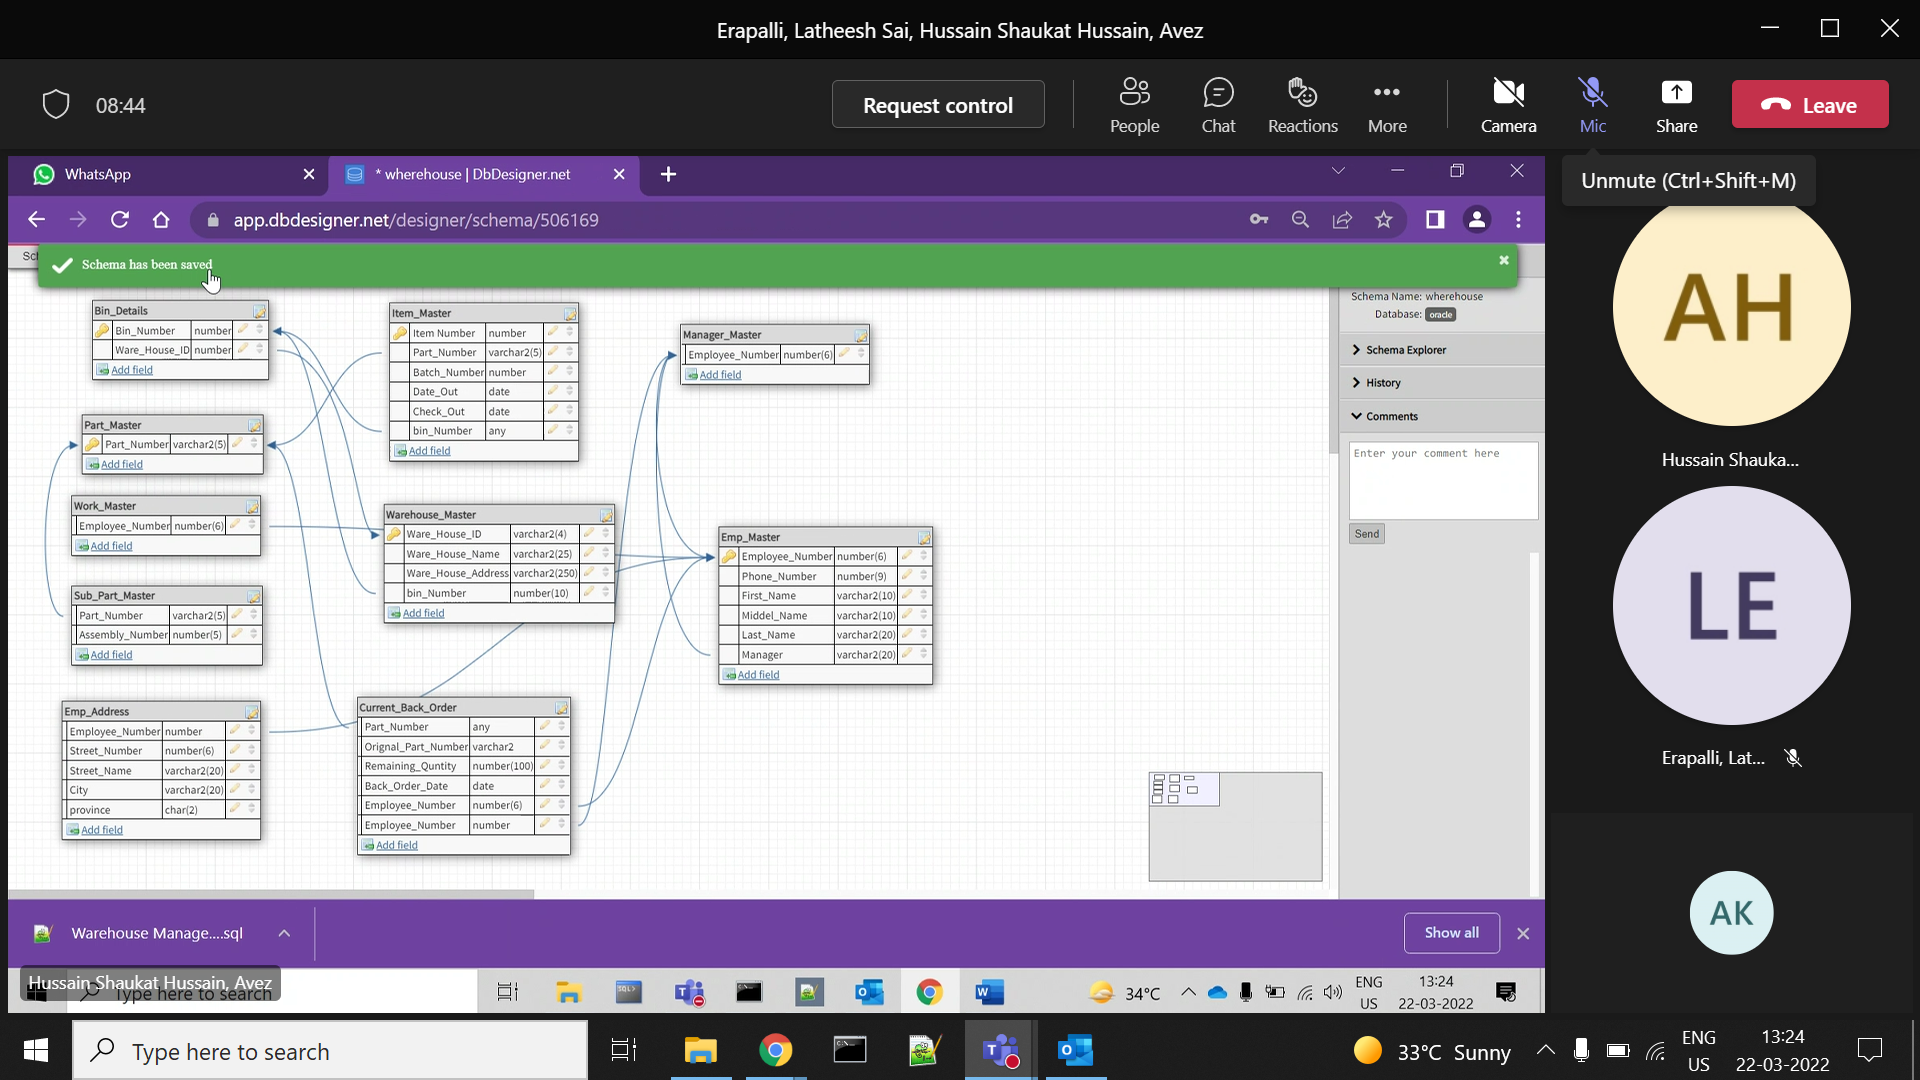 Erapalli, Latheesh Sai, Hussain Shaukat Hussain, Avez
08:44
Request control
People
Chat
Reactions
More
Camera
Mic
Share
Leave
Unmute (Ctrl+Shift+M)
WhatsApp
* wherehouse | DbDesigner.net
app.dbdesigner.net/designer/schema/506169
Schema has been saved
Schema Name: wherehouse
Database: oracle
Schema Explorer
History
Comments
Enter your comment here
Send
Bin_Details
Bin_Number number
Ware_House_ID number
Add field
Item_Master
Item Number number
Part_Number varchar2(5)
Batch_Number number
Date_Out date
Check_Out date
bin_Number any
Add field
Manager_Master
Employee_Number number(6)
Add field
Part_Master
Part_Number varchar2(5)
Add field
Work_Master
Employee_Number number(6)
Add field
Warehouse_Master
Ware_House_ID varchar2(4)
Ware_House_Name varchar2(25)
Ware_House_Address varchar2(250)
bin_Number number(10)
Add field
Emp_Master
Employee_Number number(6)
Phone_Number number(9)
First_Name varchar2(10)
Middel_Name varchar2(10)
Last_Name varchar2(20)
Manager varchar2(20)
Add field
Sub_Part_Master
Part_Number varchar2(5)
Assembly_Number number(5)
Add field
Emp_Address
Employee_Number number
Street_Number number(6)
Street_Name varchar2(20)
City varchar2(20)
province char(2)
Add field
Current_Back_Order
Part_Number any
Orignal_Part_Number varchar2
Remaining_Quntity number(100)
Back_Order_Date date
Employee_Number number(6)
Employee_Number number
Add field
AH
Hussain Shauka...
LE
Erapalli, Lat...
AK
Warehouse Manage....sql
Show all
Hussain Shaukat Hussain, Avez
Type here to search
34°C
ENG
US
13:24
22-03-2022
Type here to search
33°C Sunny
ENG
US
13:24
22-03-2022